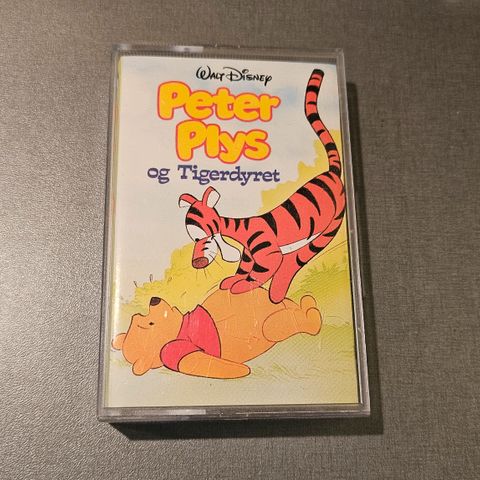 Walt Disney
Peter
Plys
og Tigerdyret